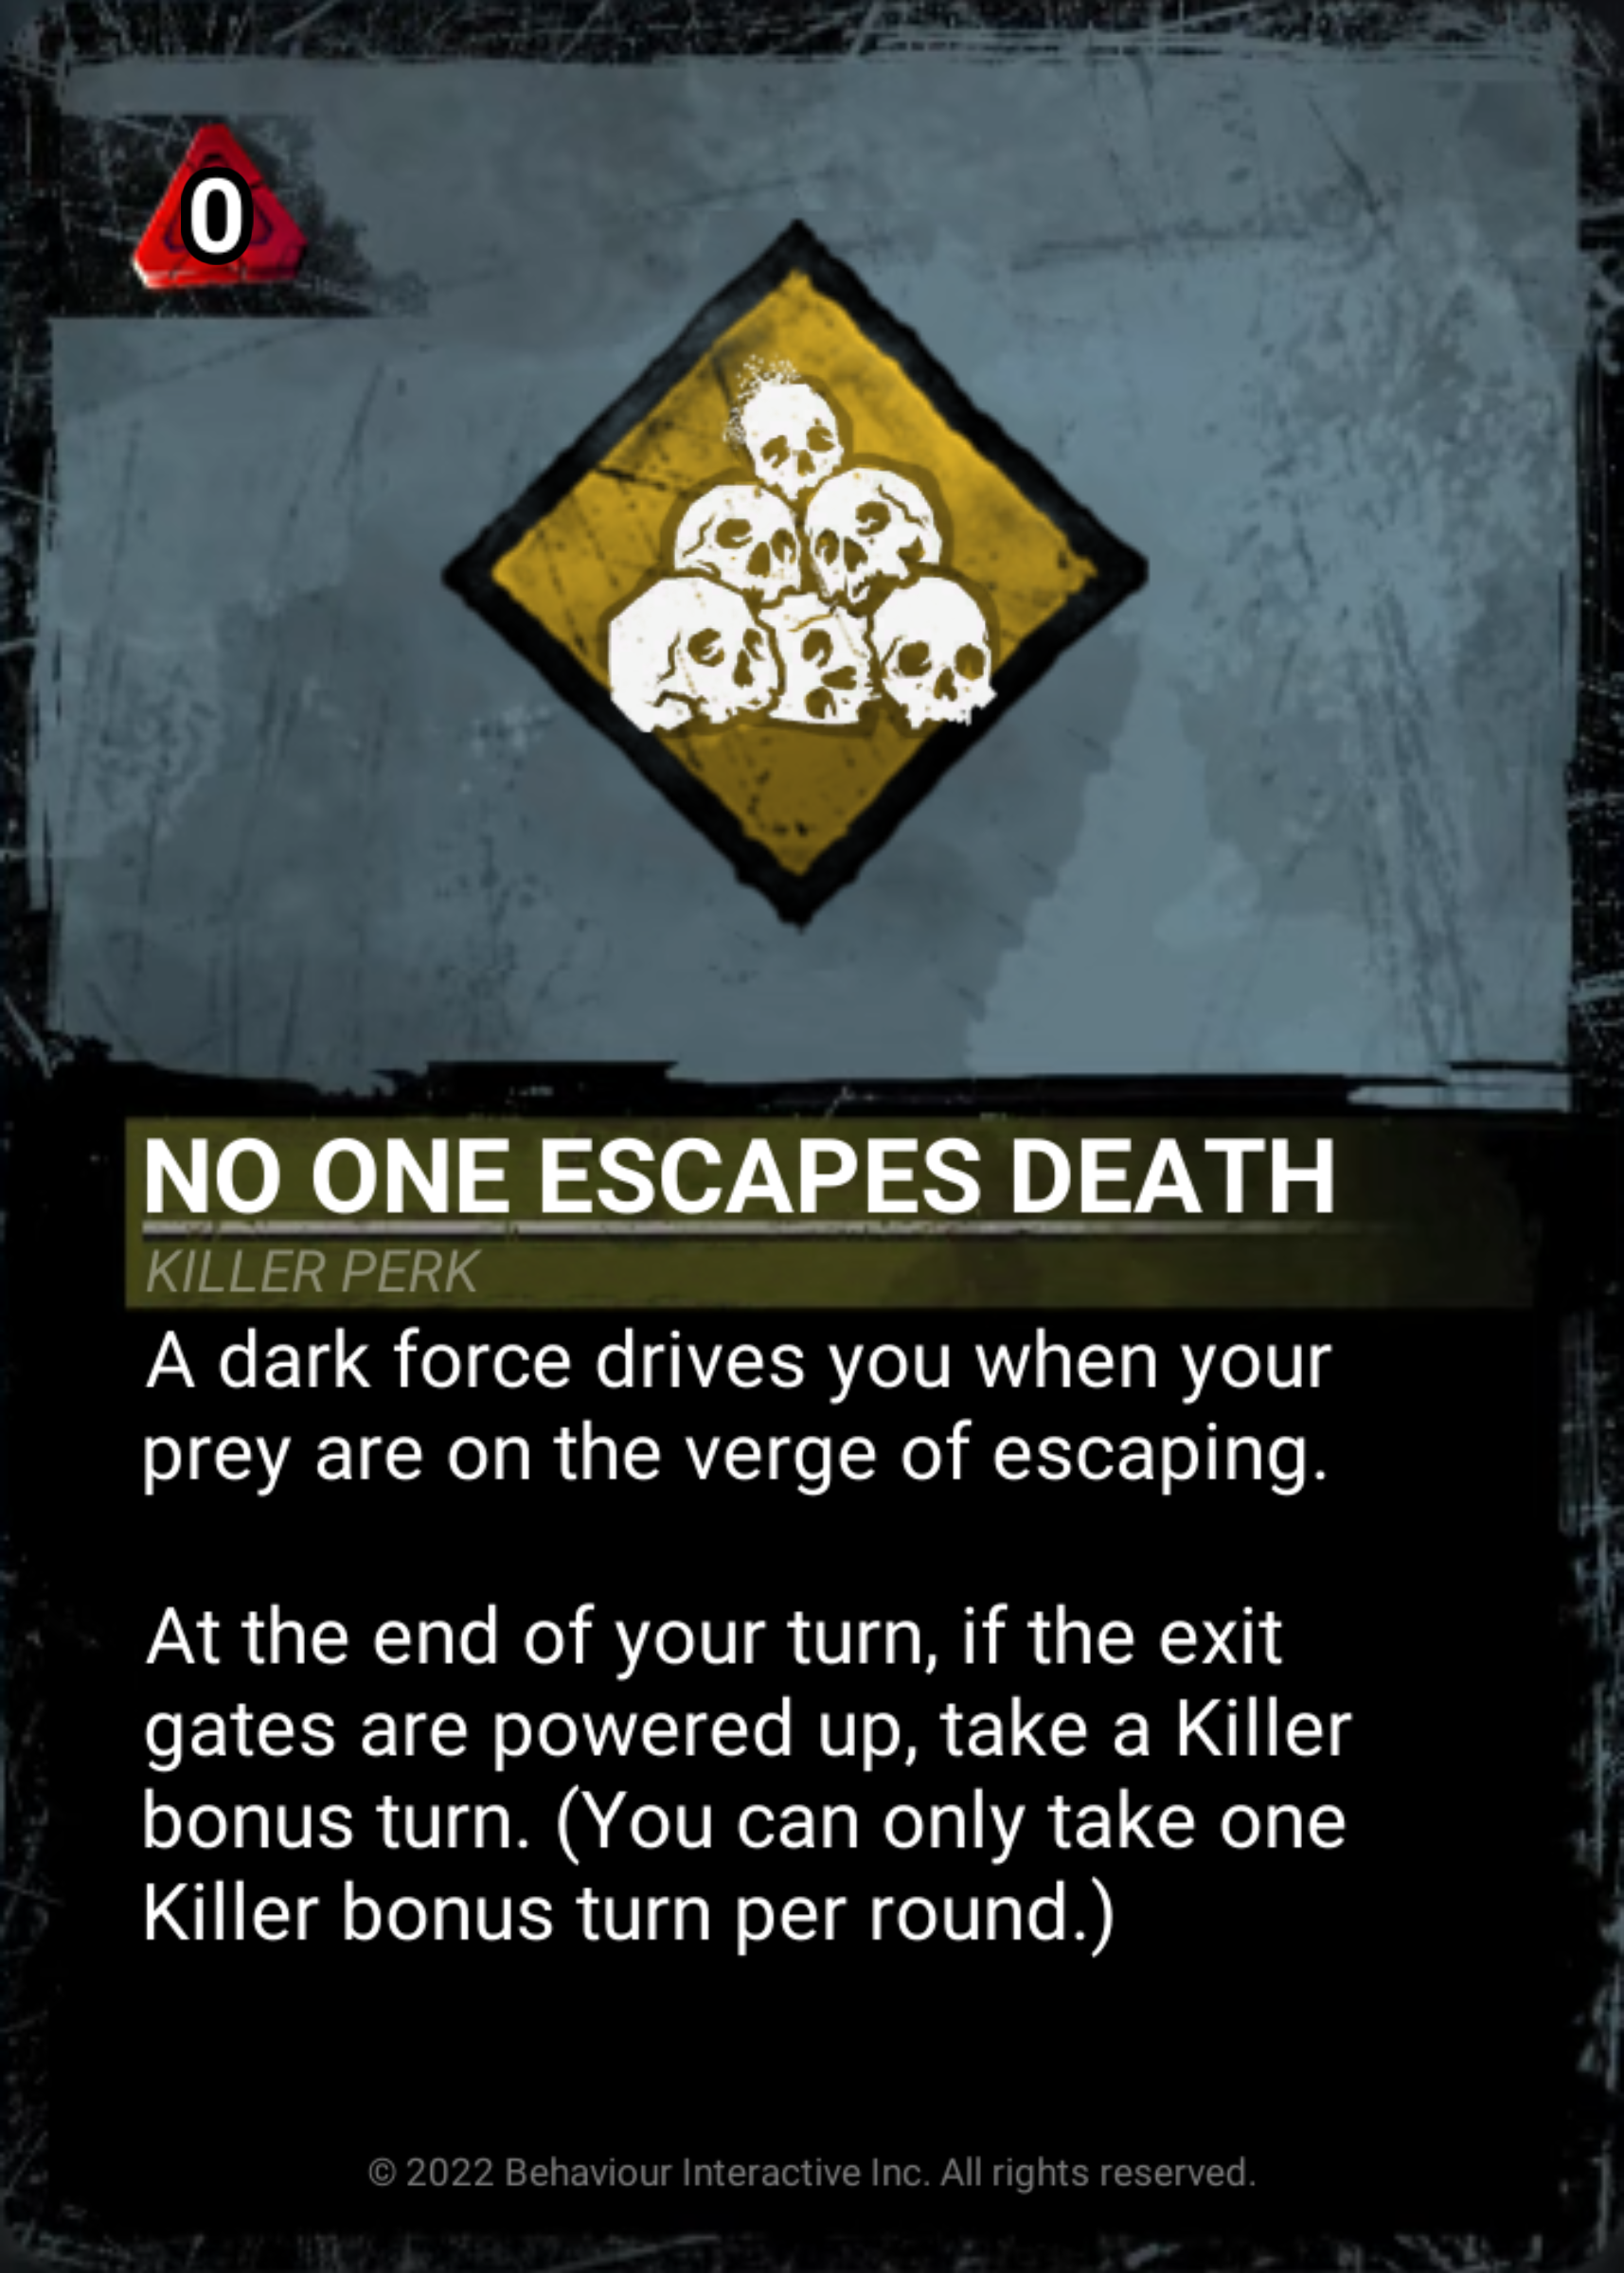 0
NO ONE ESCAPES DEATH
KILLER PERK
A dark force drives you when your
prey are on the verge of escaping.
At the end of your turn, if the exit
gates are powered up, take a Killer
bonus turn. (You can only take one
Killer bonus turn per round.)
© 2022 Behaviour Interactive Inc. All rights reserved.